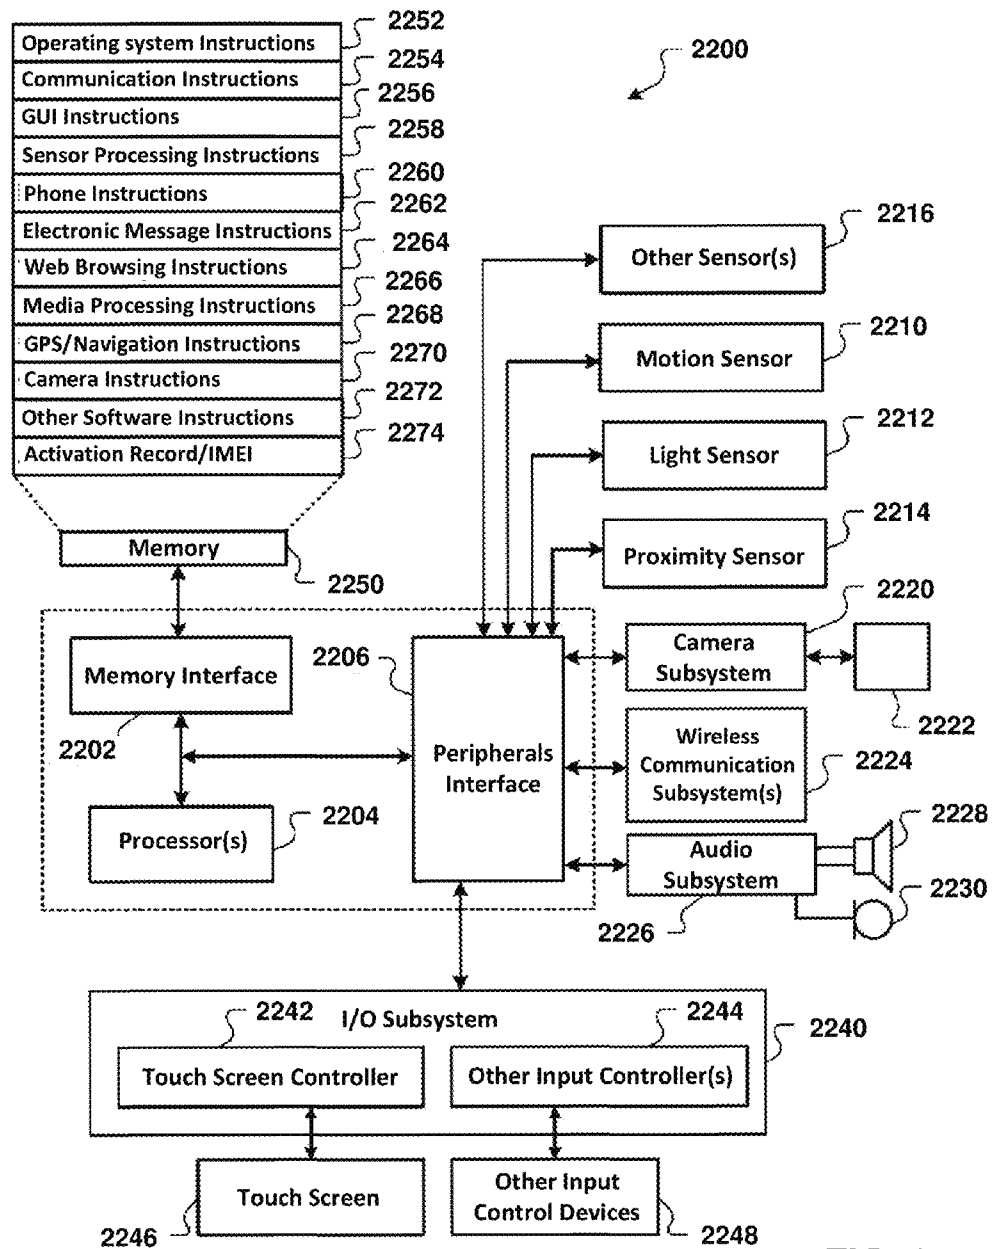 2252
Operating system Instructions
2254
Communication Instructions
2256
GUI Instructions
2258
Sensor Processing Instructions
2260
Phone Instructions
2262
Electronic Message Instructions
2264
Web Browsing Instructions
2266
Media Processing Instructions
2268
GPS/Navigation Instructions
2270
Camera Instructions
2272
Other Software Instructions
2274
Activation Record/IMEI
Memory
2250
2200
2216
Other Sensor(s)
2210
Motion Sensor
2212
Light Sensor
2214
Proximity Sensor
2220
Camera
Subsystem
2222
2206
Memory Interface
2202
Peripherals
Interface
Wireless
Communication
Subsystem(s)
2224
2204
Processor(s)
2228
Audio
Subsystem
2226
2230
2242
I/O Subsystem
2244
2240
Touch Screen Controller
Other Input Controller(s)
Touch Screen
2246
Other Input
Control Devices
2248